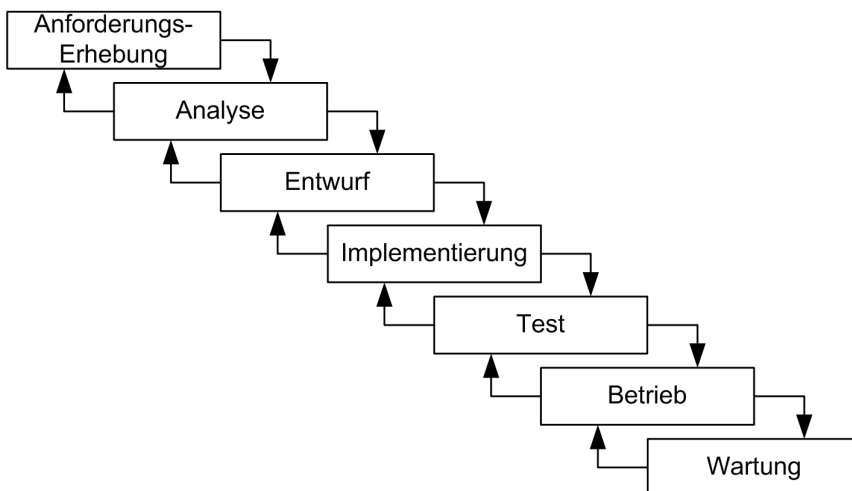 Anforderungs-
Erhebung
Analyse
Entwurf
Implementierung
Test
Betrieb
Wartung